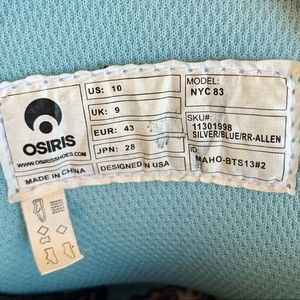 OSIRIS
WWW.OSIRISSHOES.COM
MADE IN CHINA
US: 10
UK: 9
EUR: 43
JPN: 28
DESIGNED IN USA
MODEL:
NYC 83
SKU#:
11301998
SILVER/BLUE/RR-ALLEN
ID
MAHO-BTS13#2